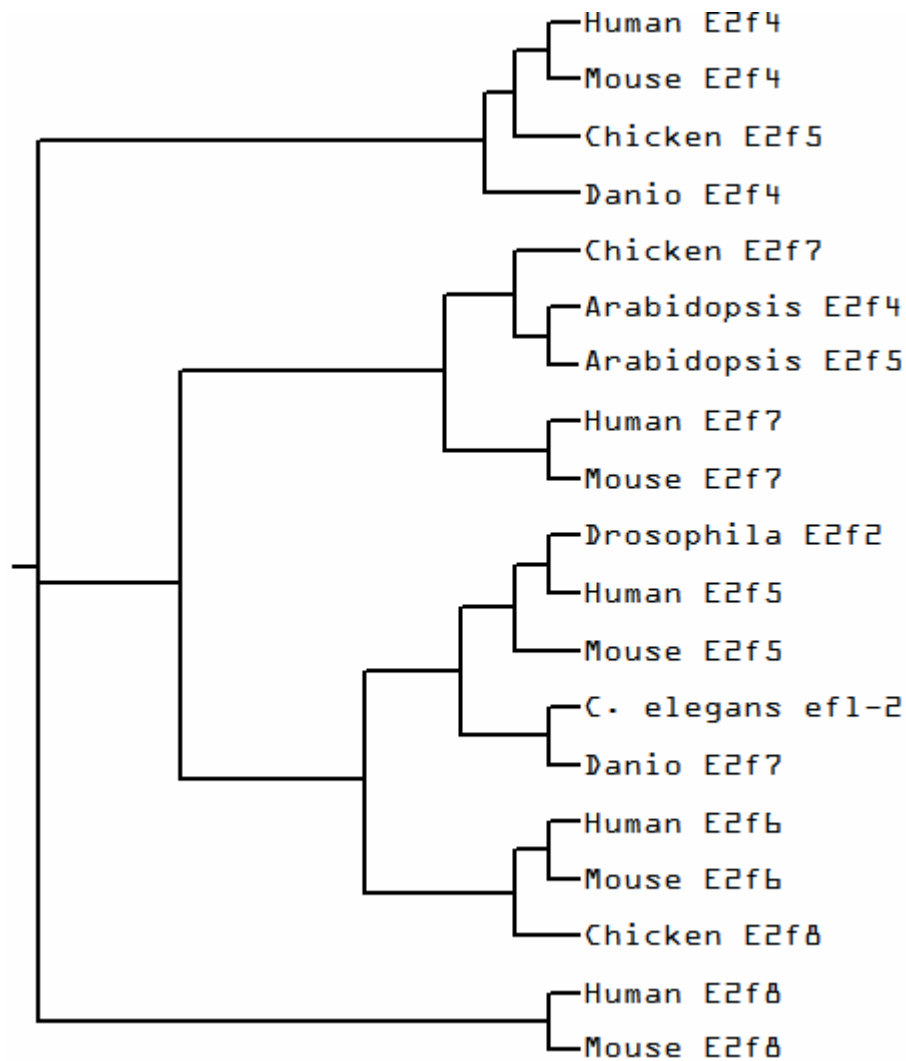 Human E2f4
Mouse E2f4
Chicken E2f5
Danio E2f4
Chicken E2f7
Arabidopsis E2f4
Arabidopsis E2f5
Human E2f7
Mouse E2f7
Drosophila E2f2
Human E2f5
Mouse E2f5
C. elegans efl-2
Danio E2f7
Human E2f6
Mouse E2f6
Chicken E2f8
Human E2f8
Mouse E2f8